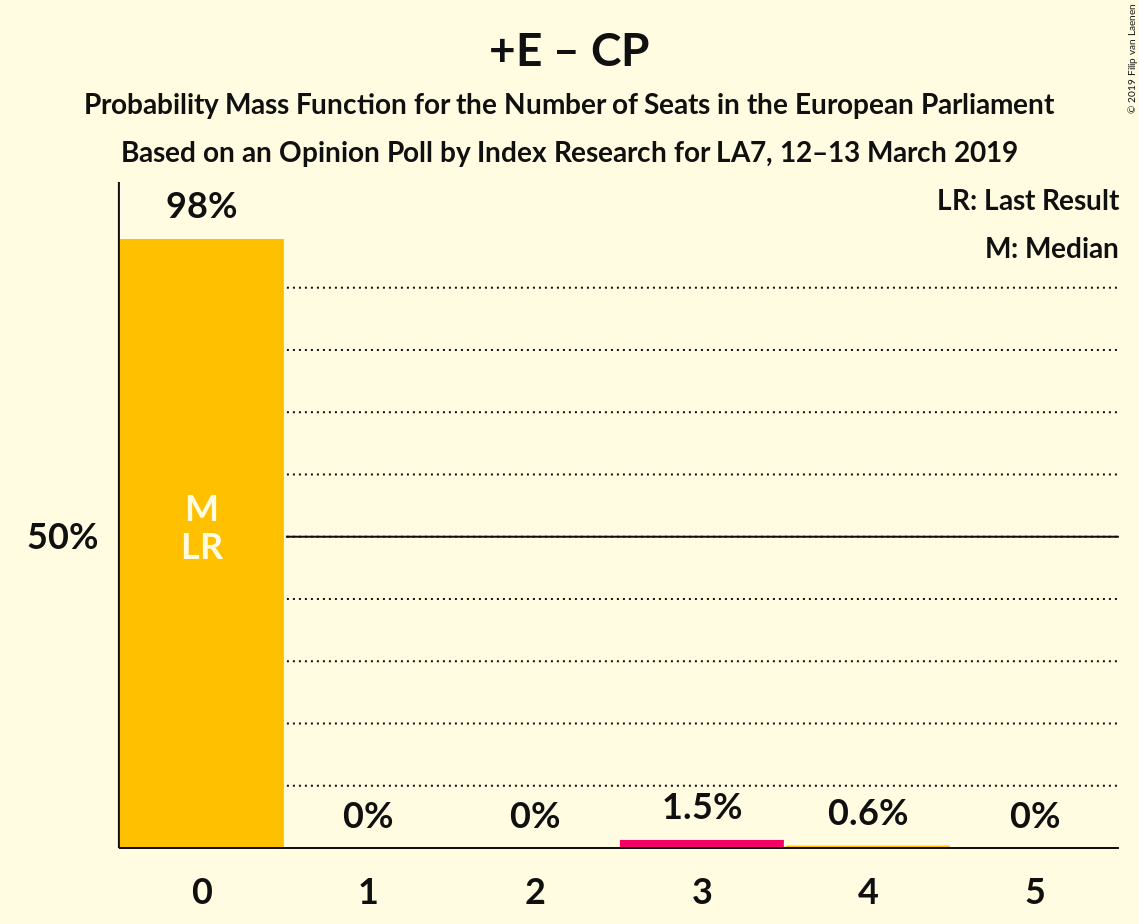 +E – CP
Probability Mass Function for the Number of Seats in the European Parliament
Based on an Opinion Poll by Index Research for LA7, 12–13 March 2019
© 2019 Filip van Laenen
LR: Last Result
M: Median
98%
M
LR
50%
0%
0%
1.5%
0.6%
0%
0
1
2
3
4
5